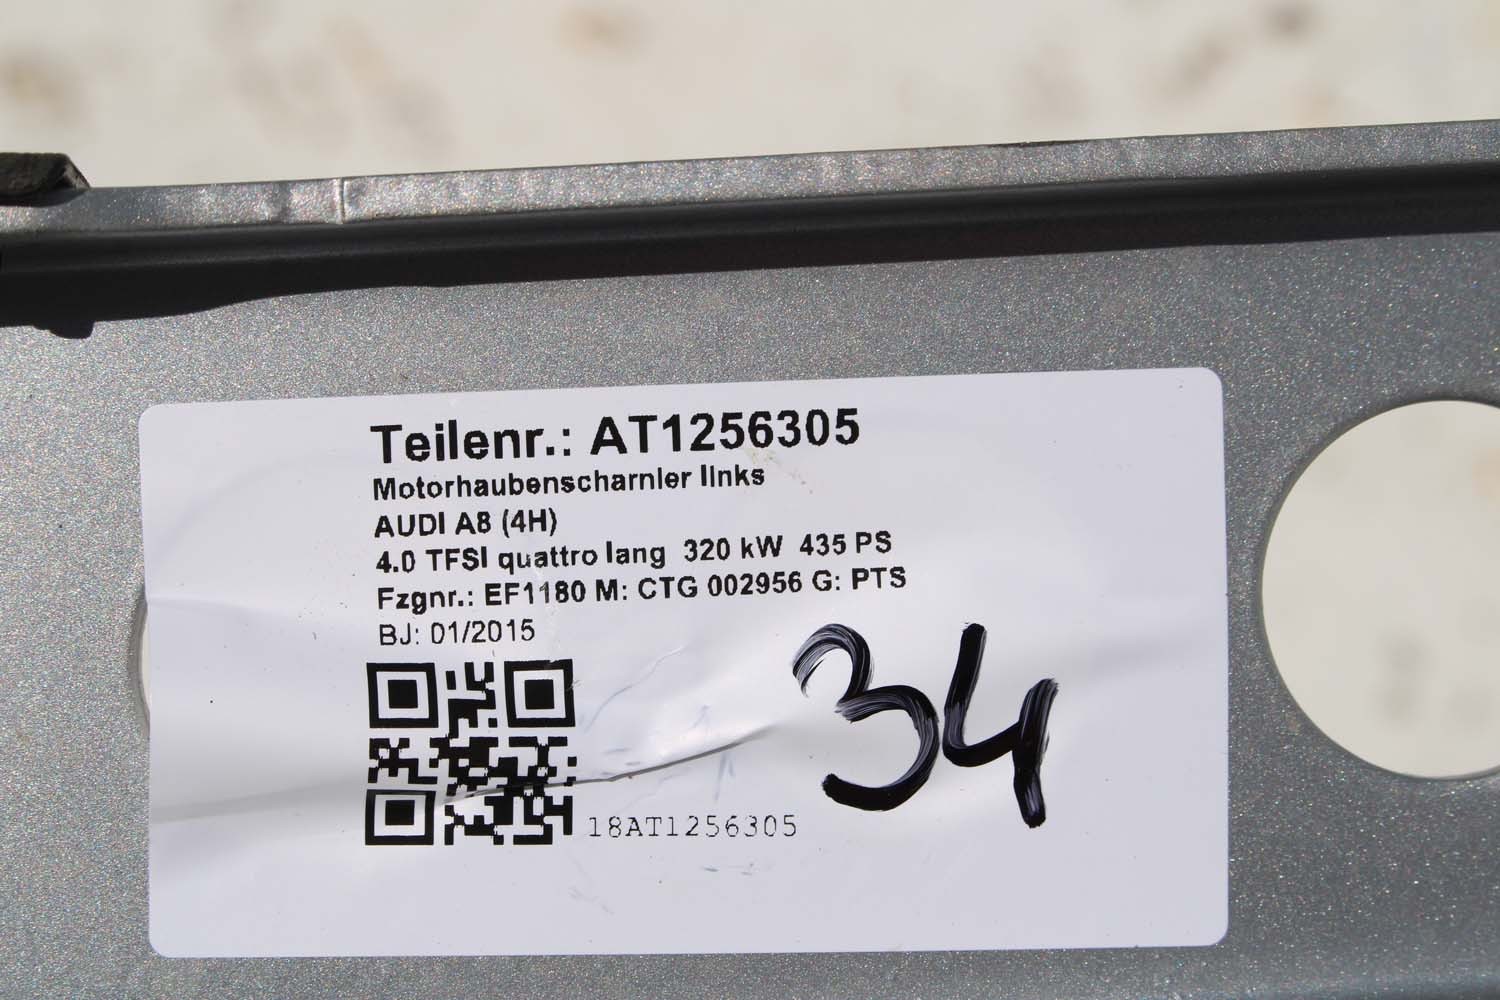 Teilenr.: AT1256305
Motorhaubenscharnier links
AUDI A8 (4H)
4.0 TFSI quattro lang 320 kW 435 PS
Fzgnr.: EF1180 M: CTG 002956 G: PTS
BJ: 01/2015
34
18AT1256305